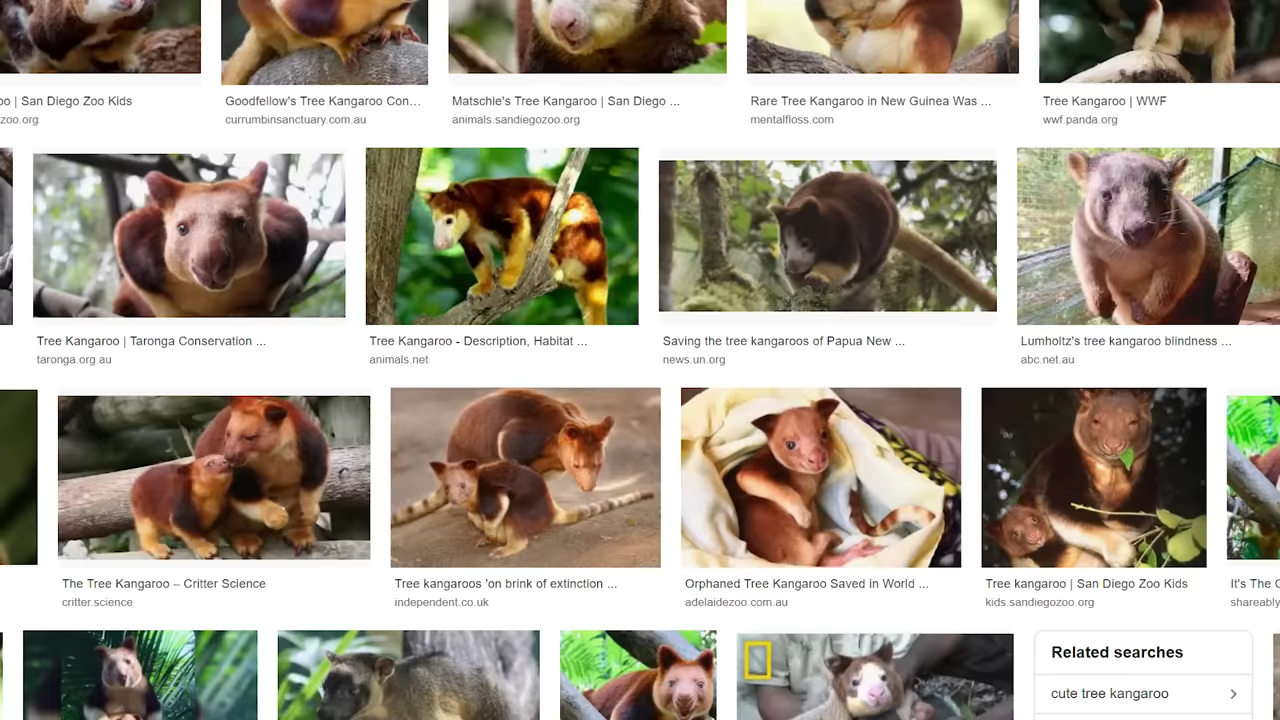 oo | San Diego Zoo Kids
zoo.org
Goodfellow's Tree Kangaroo Con...
currumbinsanctuary.com.au
Matschie's Tree Kangaroo | San Diego ...
animals.sandiegozoo.org
Rare Tree Kangaroo in New Guinea Was ...
mentalfloss.com
Tree Kangaroo | WWF
wwf.panda.org
Tree Kangaroo | Taronga Conservation ...
taronga.org.au
Tree Kangaroo - Description, Habitat ...
animals.net
Saving the tree kangaroos of Papua New ...
news.un.org
Lumholtz's tree kangaroo blindness ...
abc.net.au
The Tree Kangaroo – Critter Science
critter.science
Tree kangaroos 'on brink of extinction ...
independent.co.uk
Orphaned Tree Kangaroo Saved in World ...
adelaidezoo.com.au
Tree kangaroo | San Diego Zoo Kids
kids.sandiegozoo.org
It's The C
shareably
Related searches
cute tree kangaroo